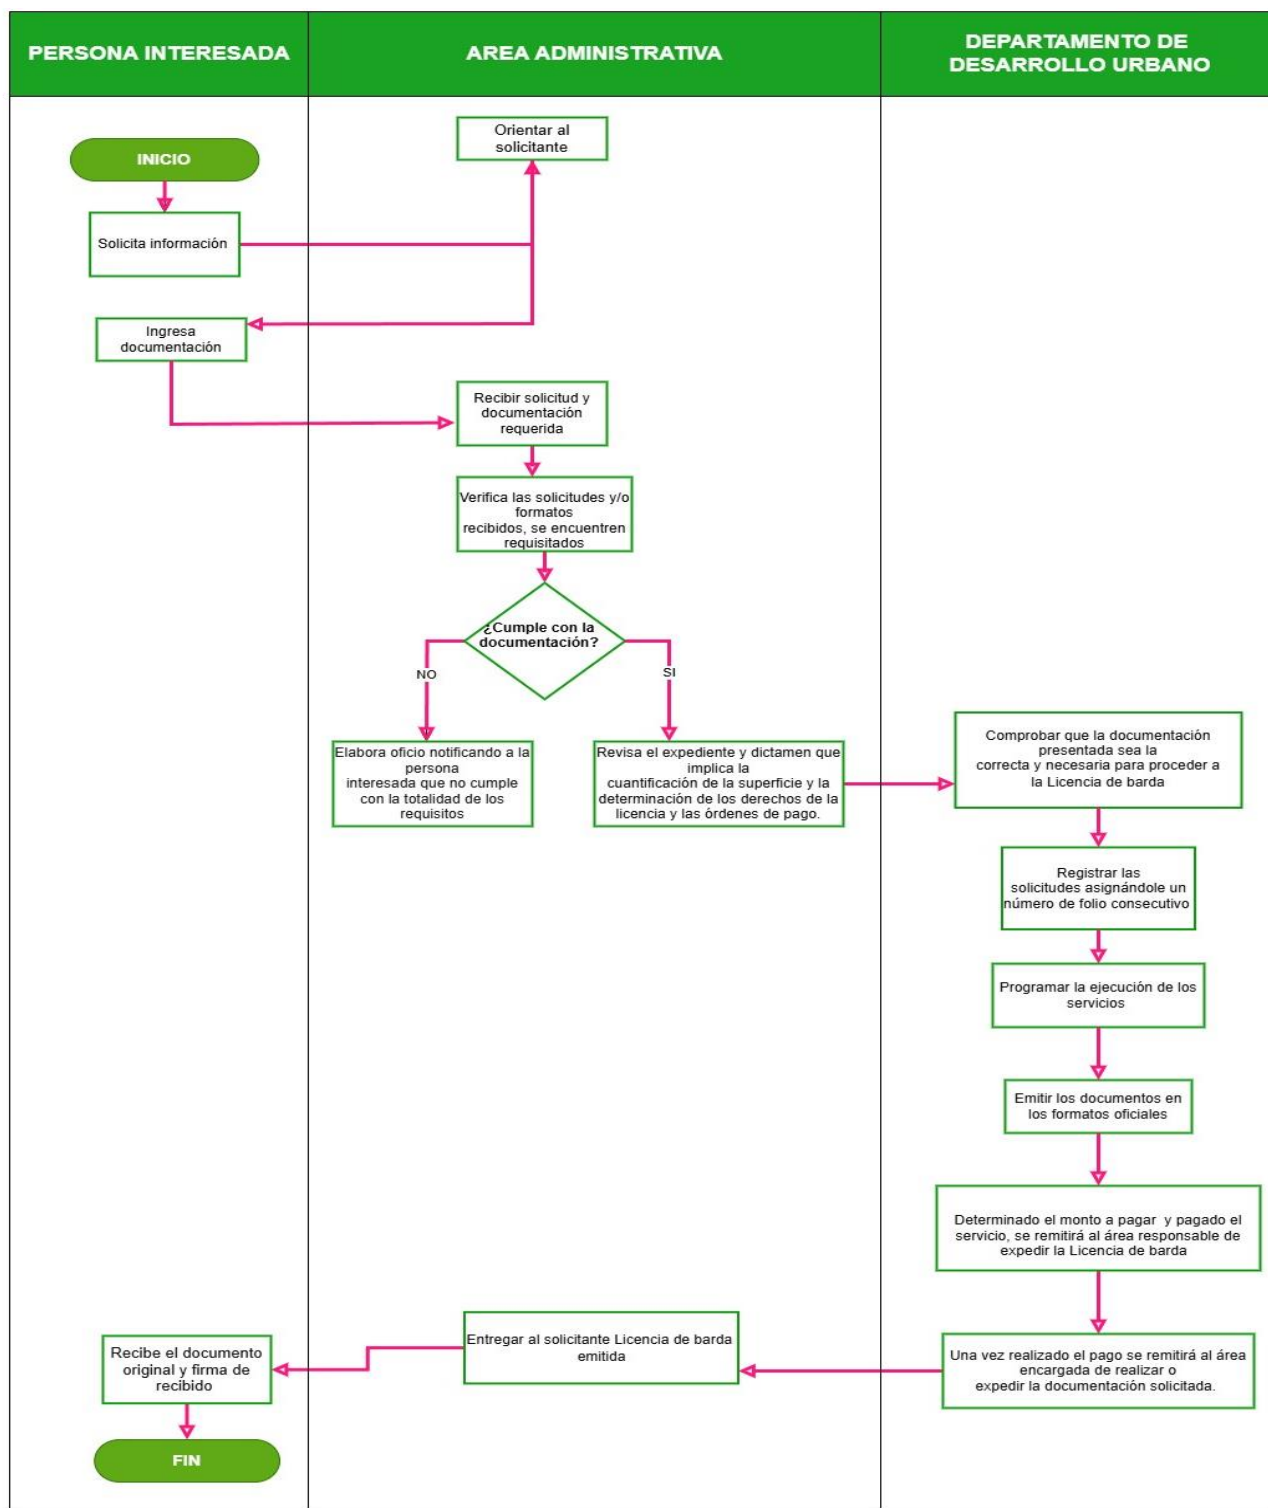 PERSONA INTERESADA
AREA ADMINISTRATIVA
DEPARTAMENTO DE
DESARROLLO URBANO
INICIO
Orientar al
solicitante
Solicita información
Ingresa
documentación
Recibir solicitud y
documentación
requerida
Verifica las solicitudes y/o
formatos
recibidos, se encuentren
requisitados
¿Cumple con la
documentación?
NO
SI
Elabora oficio notificando a la
persona
interesada que no cumple
con la totalidad de los
requisitos
Revisa el expediente y dictamen que
implica la
cuantificación de la superficie y la
determinación de los derechos de la
licencia y las órdenes de pago.
Comprobar que la documentación
presentada sea la
correcta y necesaria para proceder a
la Licencia de barda
Registrar las
solicitudes asignándole un
número de folio consecutivo
Programar la ejecución de los
servicios
Emitir los documentos en
los formatos oficiales
Determinado el monto a pagar y pagado el
servicio, se remitirá al área responsable de
expedir la Licencia de barda
Una vez realizado el pago se remitirá al área
encargada de realizar o
expedir la documentación solicitada.
Entregar al solicitante Licencia de barda
emitida
Recibe el documento
original y firma de
recibido
FIN